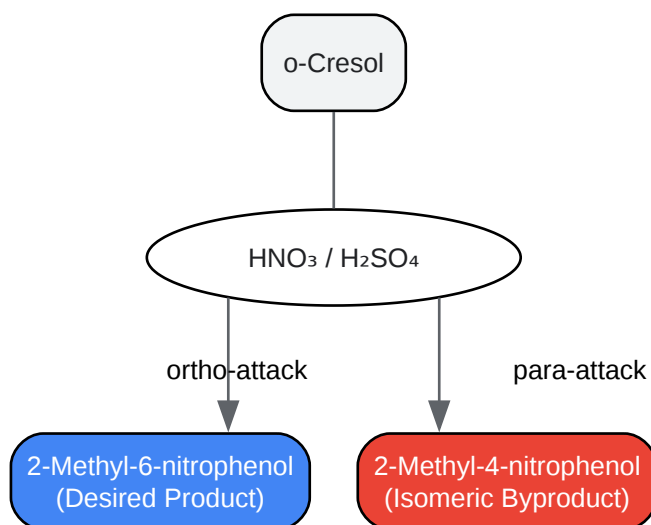 o-Cresol
HNO₃ / H₂SO₄
ortho-attack
para-attack
2-Methyl-6-nitrophenol
(Desired Product)
2-Methyl-4-nitrophenol
(Isomeric Byproduct)